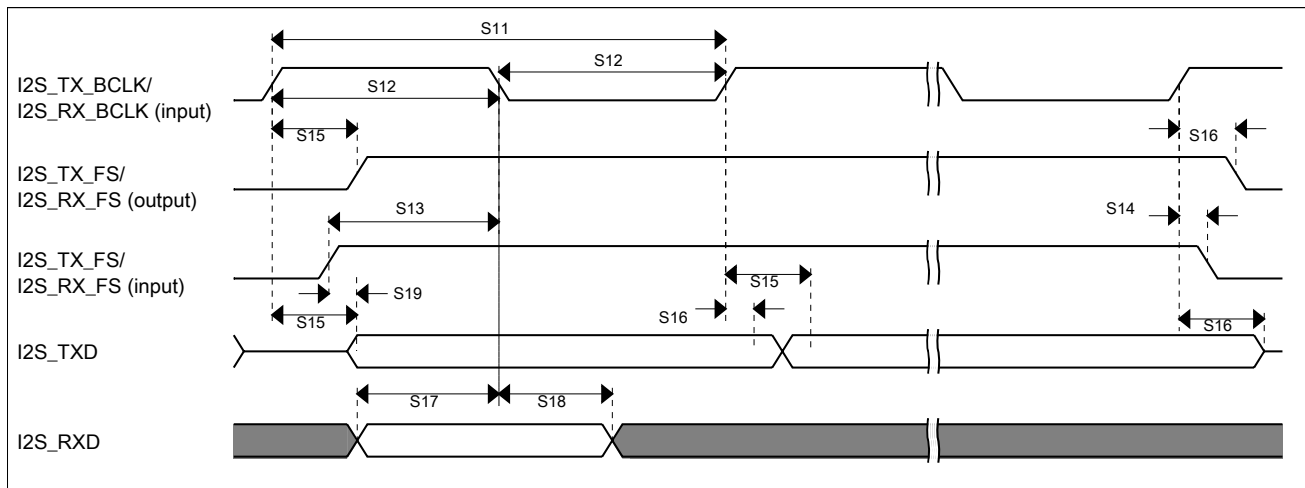 S11
S12
I2S_TX_BCLK/
I2S_RX_BCLK (input)
S12
S15
S16
I2S_TX_FS/
I2S_RX_FS (output)
S13
S14
I2S_TX_FS/
I2S_RX_FS (input)
S15
S19
S16
S15
S16
I2S_TXD
S17
S18
I2S_RXD